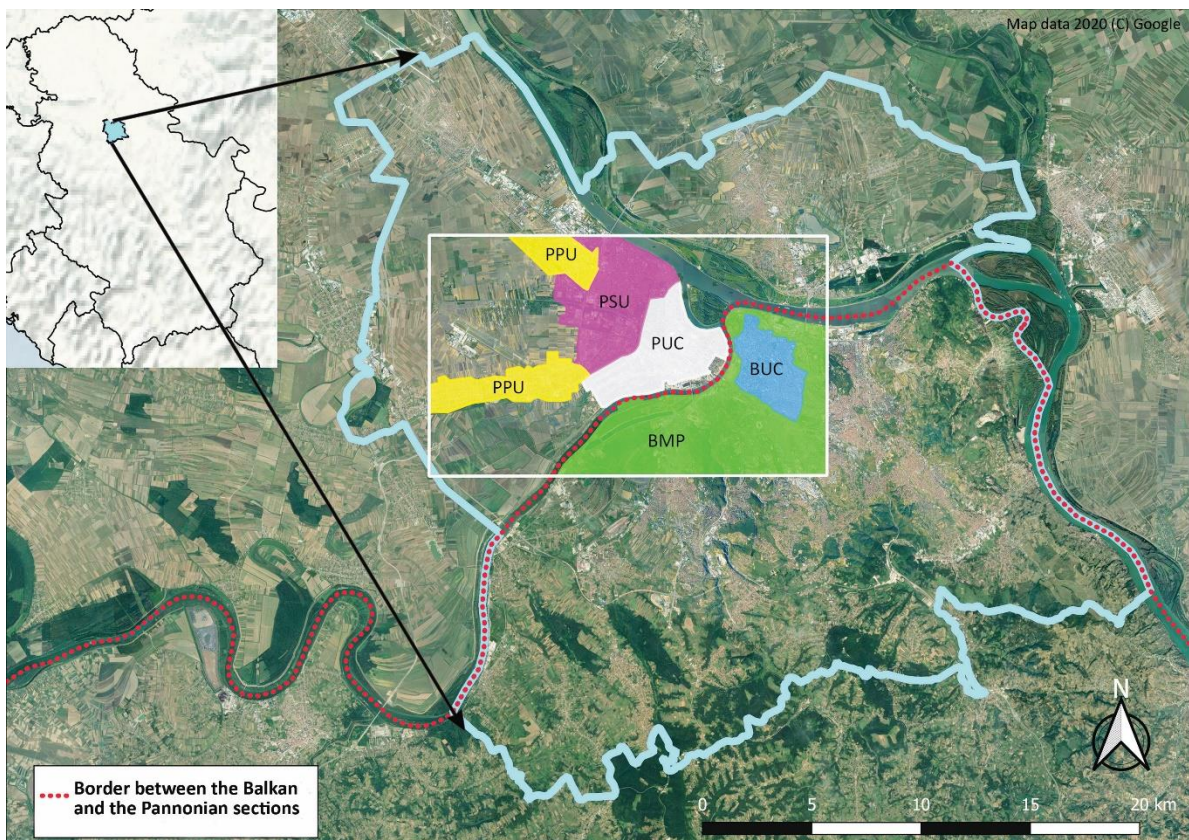 Map data 2020 (C) Google
PPU
PSU
PUC
PPU
BUC
BMP
N
Border between the Balkan
and the Pannonian sections
0 5 10 15 20 km